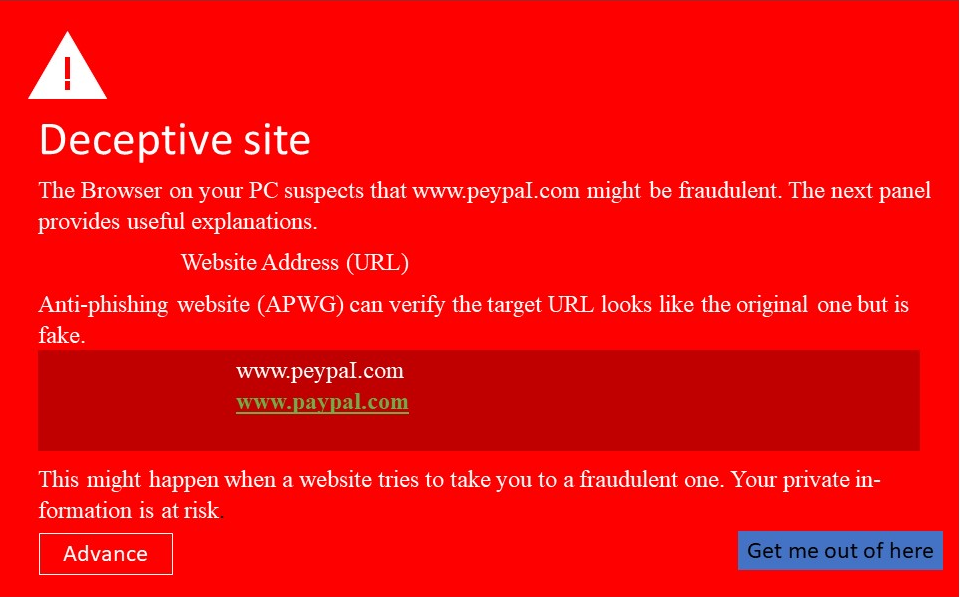 !
Deceptive site
The Browser on your PC suspects that www.peypaI.com might be fraudulent. The next panel
provides useful explanations.
Website Address (URL)
Anti-phishing website (APWG) can verify the target URL looks like the original one but is
fake.
www.peypaI.com
www.paypal.com
This might happen when a website tries to take you to a fraudulent one. Your private in-
formation is at risk
Advance
Get me out of here